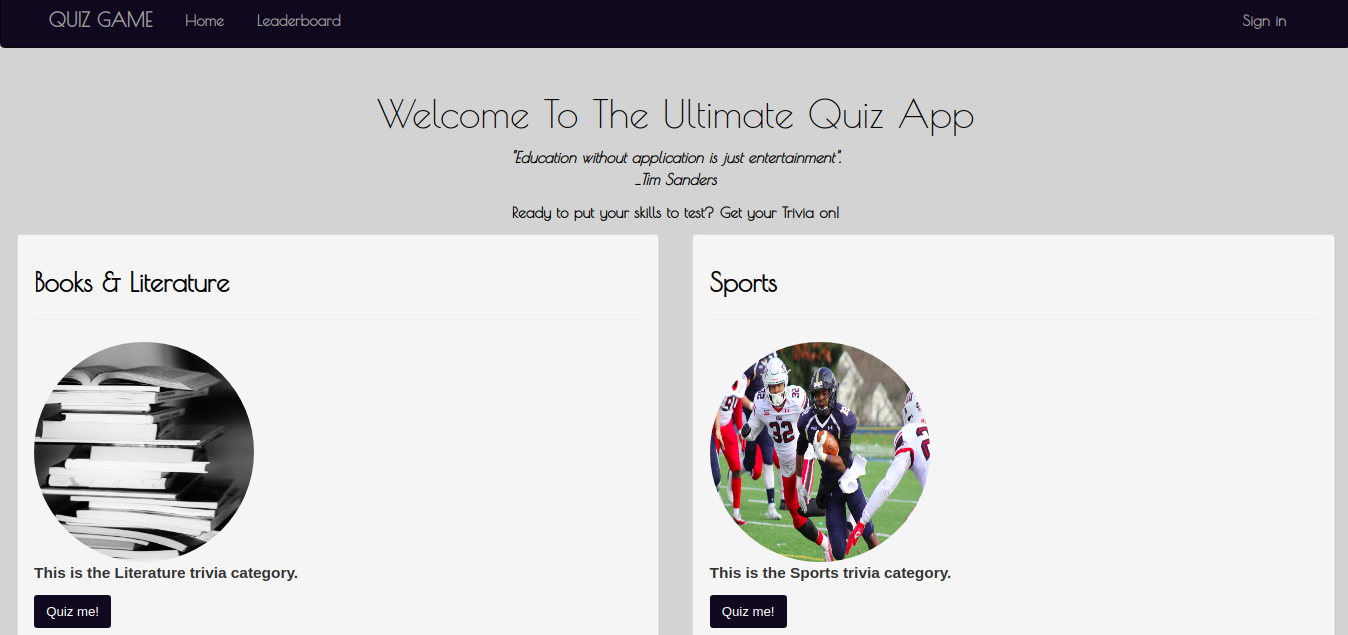 QUIZ GAME Home Leaderboard Sign in
Welcome To The Ultimate Quiz App
"Education without application is just entertainment".
_Tim Sanders
Ready to put your skills to test? Get your Trivia on!
Books & Literature
Sports
32
32
This is the Literature trivia category.
This is the Sports trivia category.
Quiz me!
Quiz me!